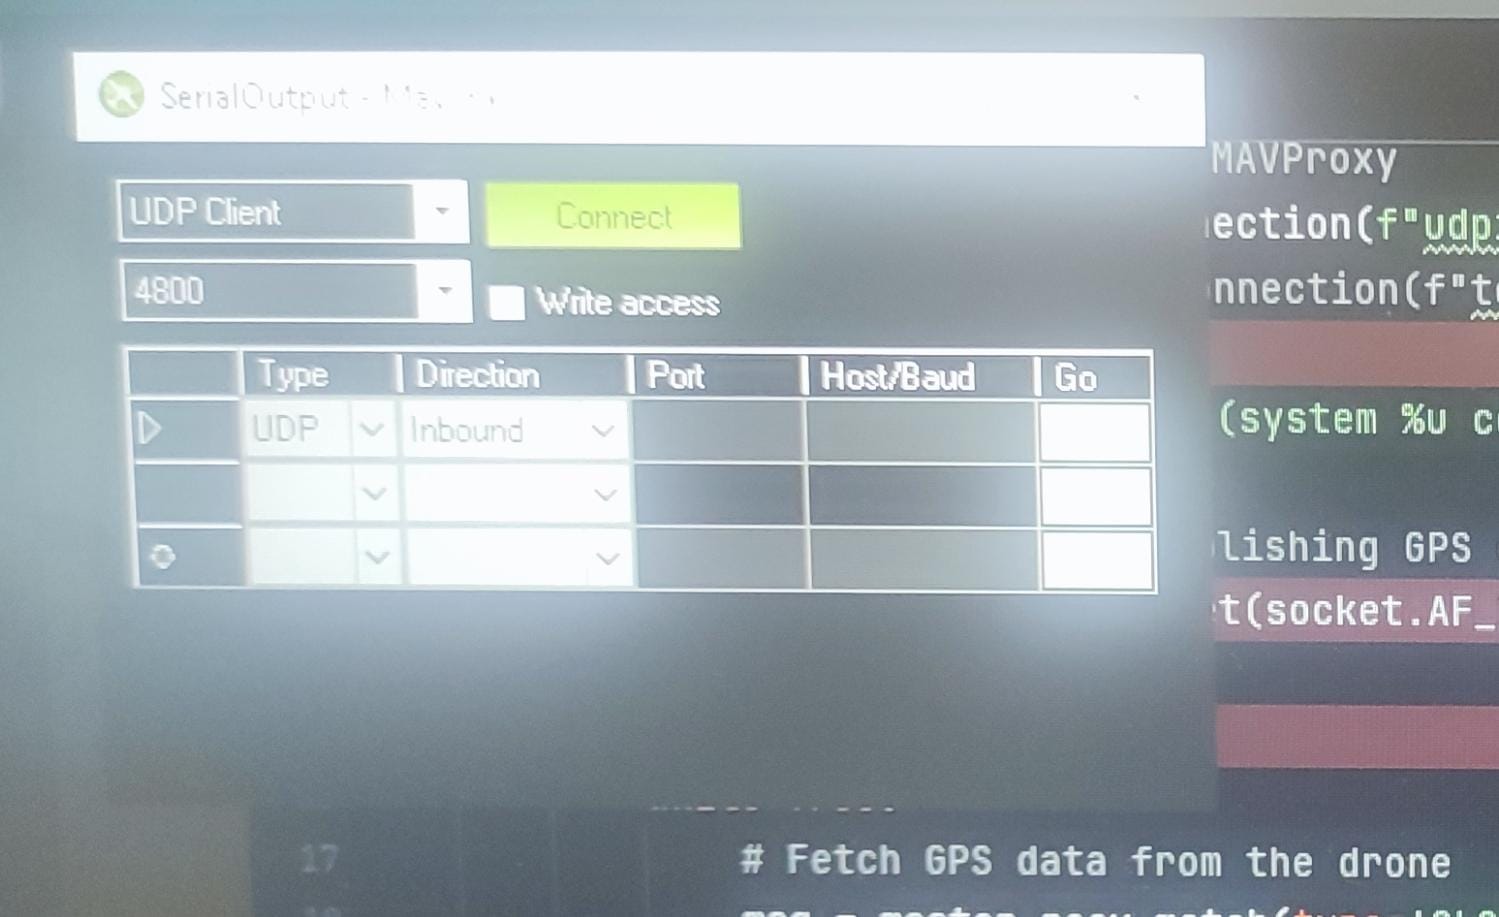 SerialOutput -
UDP Client
Connect
4800
Write access
Type Direction Port Host/Baud Go
UDP Inbound
MAVProxy
ection(f"udp:
nnection(f"t
(system %u c
lishing GPS
t(socket.AF_
17
# Fetch GPS data from the drone